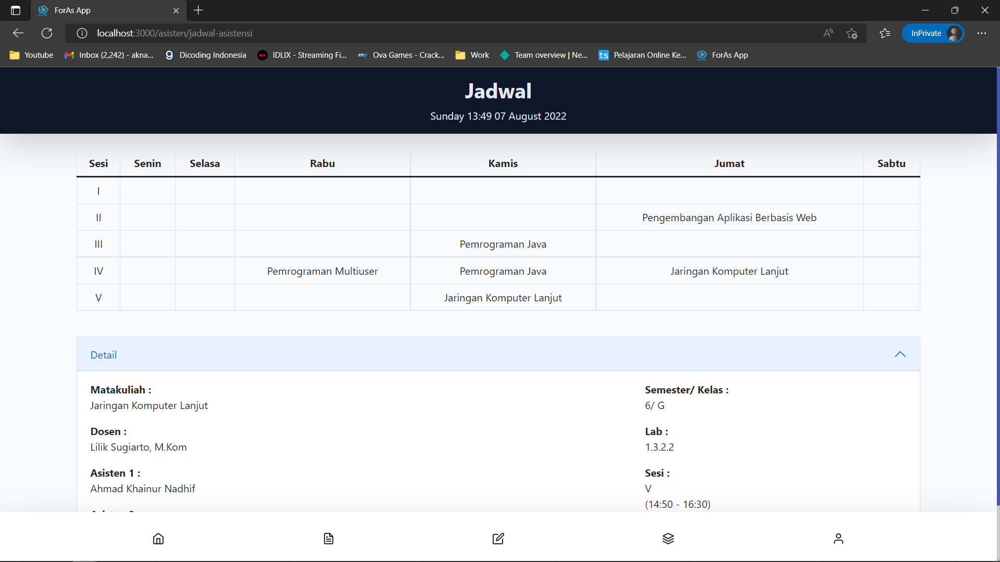 ForAs App
localhost:3000/asisten/jadwal-asistensi
InPrivate
Youtube
Inbox (2,242) - akna...
Dicoding Indonesia
IDLIX - Streaming Fi...
Ova Games - Crack...
Work
Team overview | Ne...
ts Pelajaran Online Ke...
ForAs App
Jadwal
Sunday 13:49 07 August 2022
Sesi Senin Selasa Rabu Kamis Jumat Sabtu
I
II Pengembangan Aplikasi Berbasis Web
III Pemrograman Java
IV Pemrograman Multiuser Pemrograman Java Jaringan Komputer Lanjut
V Jaringan Komputer Lanjut
Detail
Matakuliah :
Jaringan Komputer Lanjut
Dosen :
Lilik Sugiarto, M.Kom
Asisten 1 :
Ahmad Khainur Nadhif
Semester/ Kelas :
6/ G
Lab :
1.3.2.2
Sesi :
V
(14:50 - 16:30)